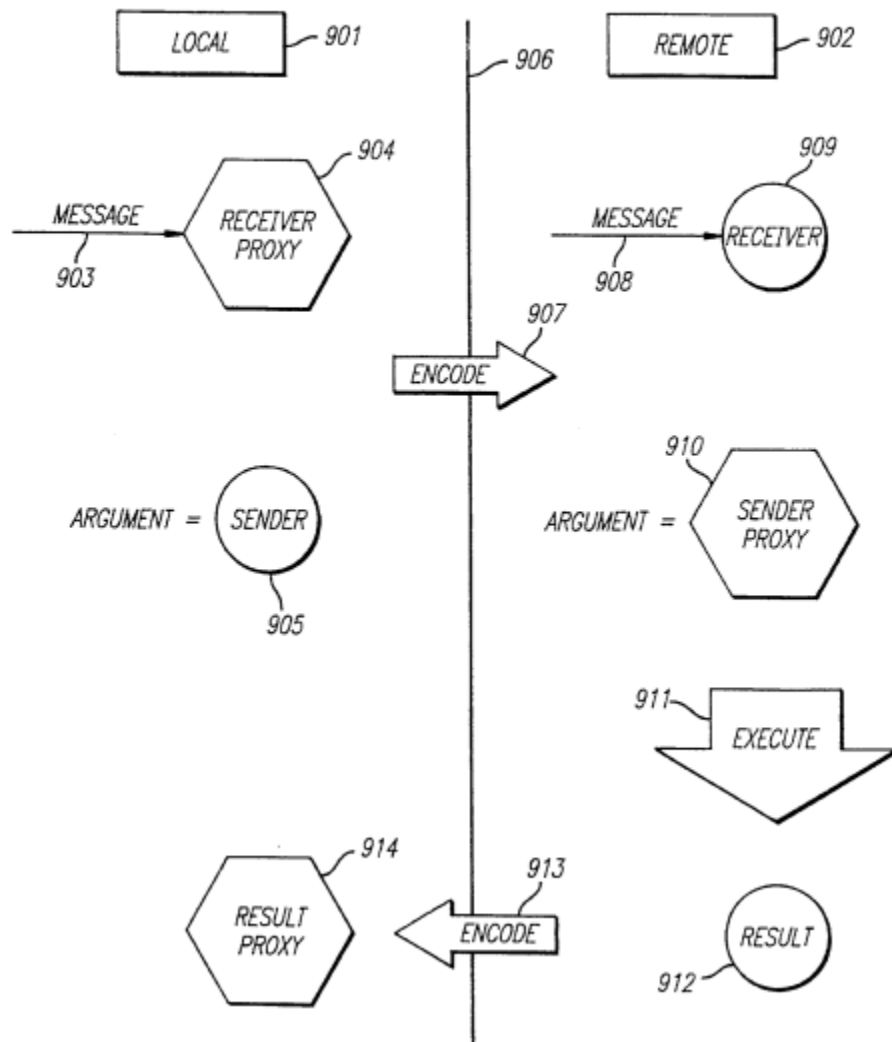 LOCAL 901
906
REMOTE 902
904
MESSAGE
903
RECEIVER
PROXY
909
MESSAGE
908
RECEIVER
907
ENCODE
ARGUMENT = SENDER
905
910
ARGUMENT = SENDER
PROXY
911
EXECUTE
914
RESULT
PROXY
913
ENCODE
RESULT
912